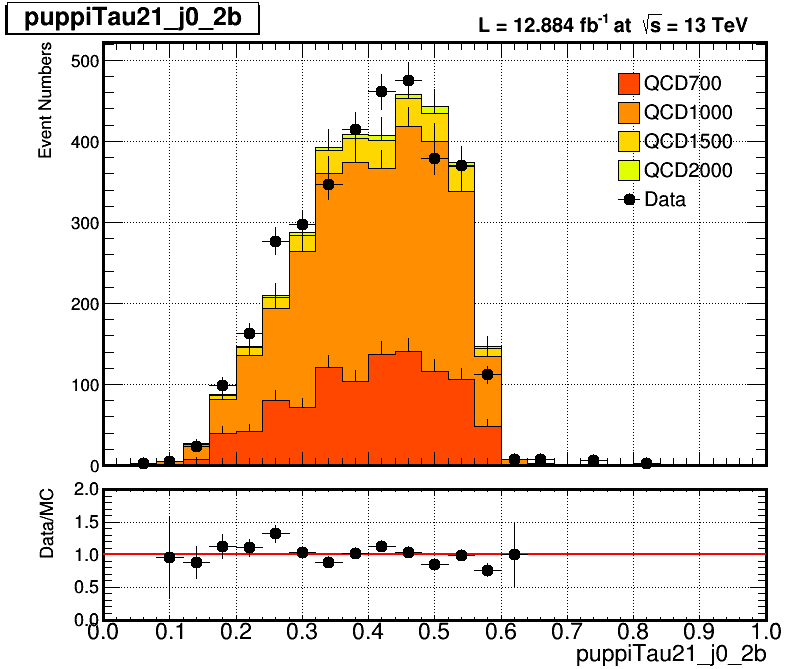 puppiTau21_j0_2b
L = 12.884 fb-1 at √s = 13 TeV
Event Numbers
500
400
300
200
100
0
QCD700
QCD1000
QCD1500
QCD2000
Data
Data/MC
2.0
1.5
1.0
0.5
0.0
0.0 0.1 0.2 0.3 0.4 0.5 0.6 0.7 0.8 0.9 1.0
puppiTau21_j0_2b